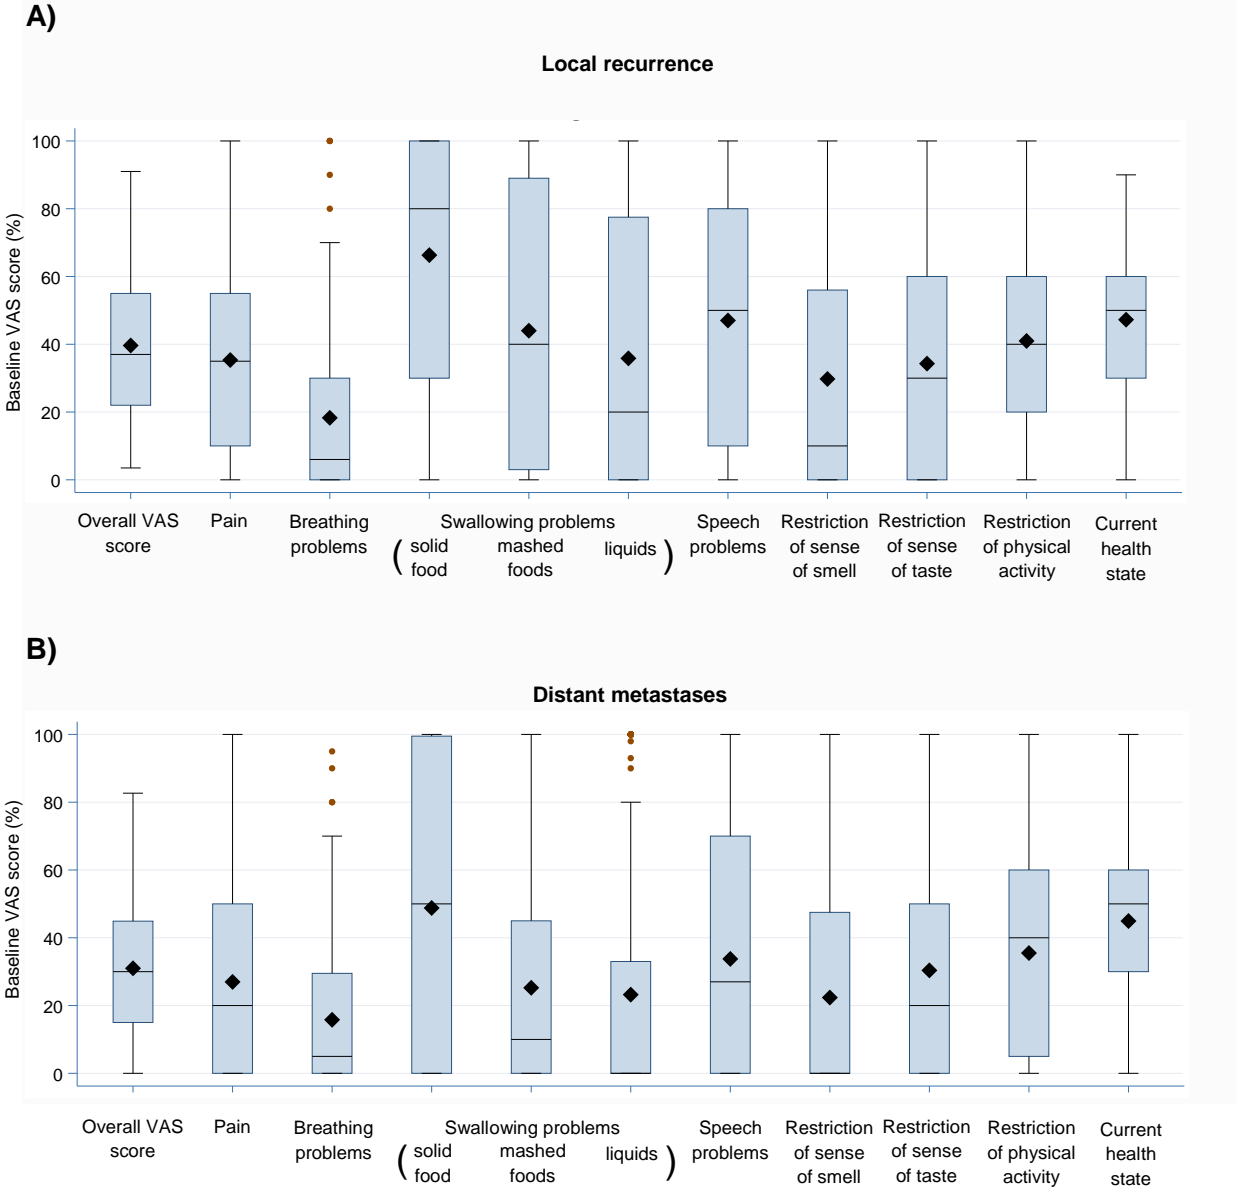 A)
Local recurrence
Baseline VAS score (%)
100
80
60
40
20
0
Overall VAS
score
Pain
Breathing
problems
Swallowing problems
( solid
food
mashed
foods
liquids )
Speech
problems
Restriction
of sense
of smell
Restriction
of sense
of taste
Restriction
of physical
activity
Current
health
state
B)
Distant metastases
Baseline VAS score (%)
100
80
60
40
20
0
Overall VAS
score
Pain
Breathing
problems
Swallowing problems
( solid
food
mashed
foods
liquids )
Speech
problems
Restriction
of sense
of smell
Restriction
of sense
of taste
Restriction
of physical
activity
Current
health
state